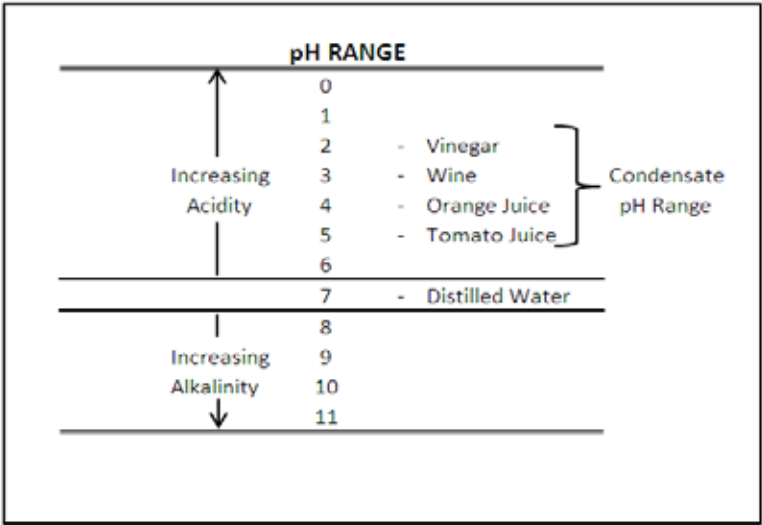 pH RANGE
0
1
2 - Vinegar
Increasing 3 - Wine Condensate
Acidity 4 - Orange Juice pH Range
5 - Tomato Juice
6
7 - Distilled Water
8
Increasing 9
Alkalinity 10
11